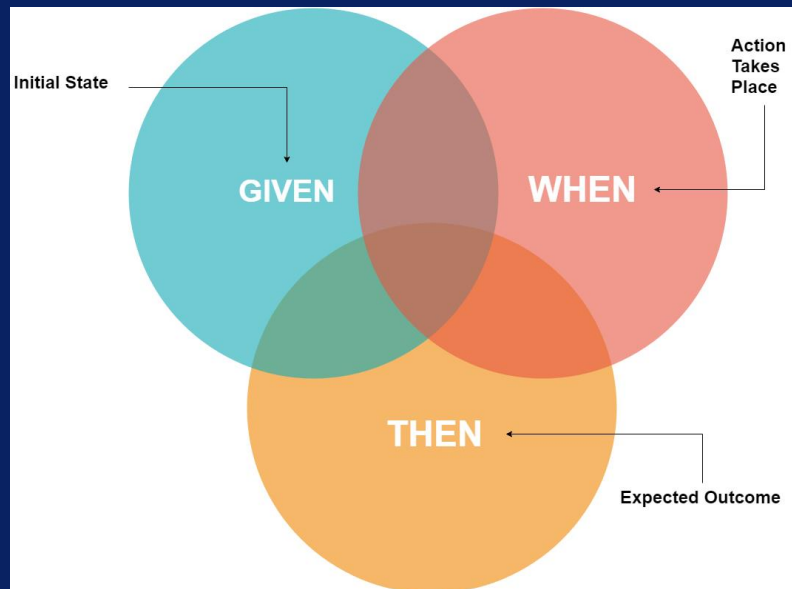 Initial State
Action
Takes
Place
GIVEN
WHEN
THEN
Expected Outcome